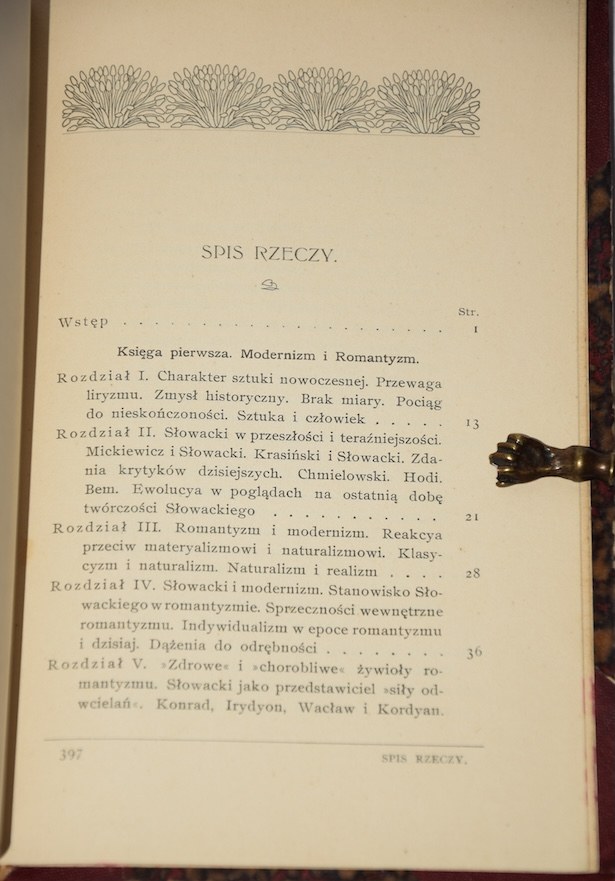 SPIS RZECZY.
Str.
Wstęp . . . . . . . . . . . . . . . . . . . . . . . . . 1
Księga pierwsza. Modernizm i Romantyzm.
Rozdział I. Charakter sztuki nowoczesnej. Przewaga
liryzmu. Zmysł historyczny. Brak miary. Pociąg
do nieskończoności. Sztuka i człowiek . . . . . 13
Rozdział II. Słowacki w przeszłości i teraźniejszości.
Mickiewicz i Słowacki. Krasiński i Słowacki. Zda-
nia krytyków dzisiejszych. Chmielowski. Hodi.
Bem. Ewolucya w poglądach na ostatnią dobę
twórczości Słowackiego . . . . . . . . . . . 21
Rozdział III. Romantyzm i modernizm. Reakcya
przeciw materyalizmowi i naturalizmowi. Klasy-
cyzm i naturalizm. Naturalizm i realizm . . . . 28
Rozdział IV. Słowacki i modernizm. Stanowisko Sło-
wackiego w romantyzmie. Sprzeczności wewnętrzne
romantyzmu. Indywidualizm w epoce romantyzmu
i dzisiaj. Dążenia do odrębności . . . . . . . . 36
Rozdział V. »Zdrowe« i »chorobliwe« żywioły ro-
mantyzmu. Słowacki jako przedstawiciel »siły od-
wcielań«. Konrad, Irydyon, Wacław i Kordyan.
397 SPIS RZECZY.